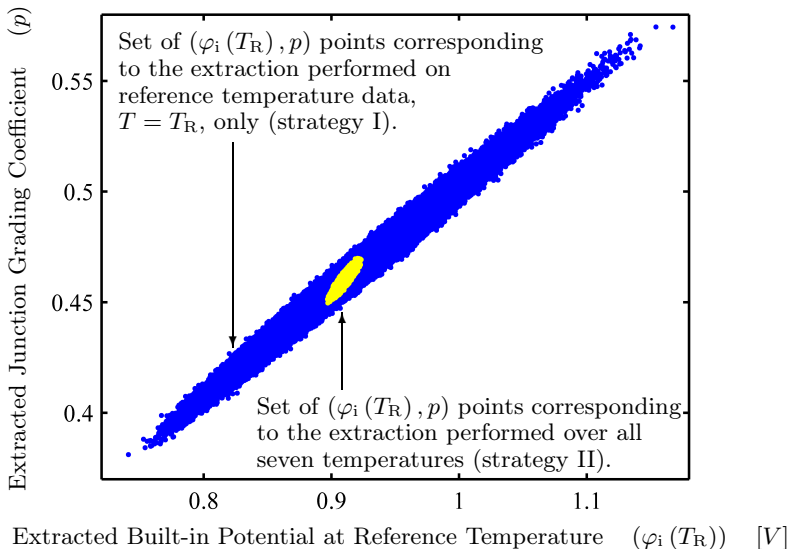 Extracted Junction Grading Coefficient (p)
0.55
0.5
0.45
0.4
Set of (φi (TR) , p) points corresponding
to the extraction performed on
reference temperature data,
T = TR, only (strategy I).
Set of (φi (TR) , p) points corresponding
to the extraction performed over all
seven temperatures (strategy II).
0.8 0.9 1 1.1
Extracted Built-in Potential at Reference Temperature (φi (TR)) [V]